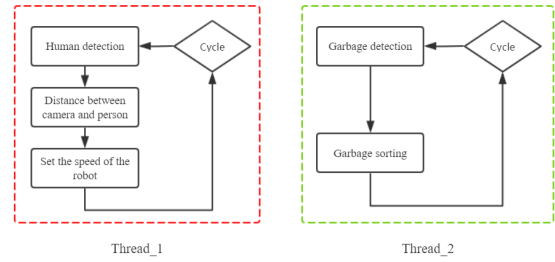 Human detection
Cycle
Distance between
camera and person
Set the speed of the
robot
Thread_1
Garbage detection
Cycle
Garbage sorting
Thread_2